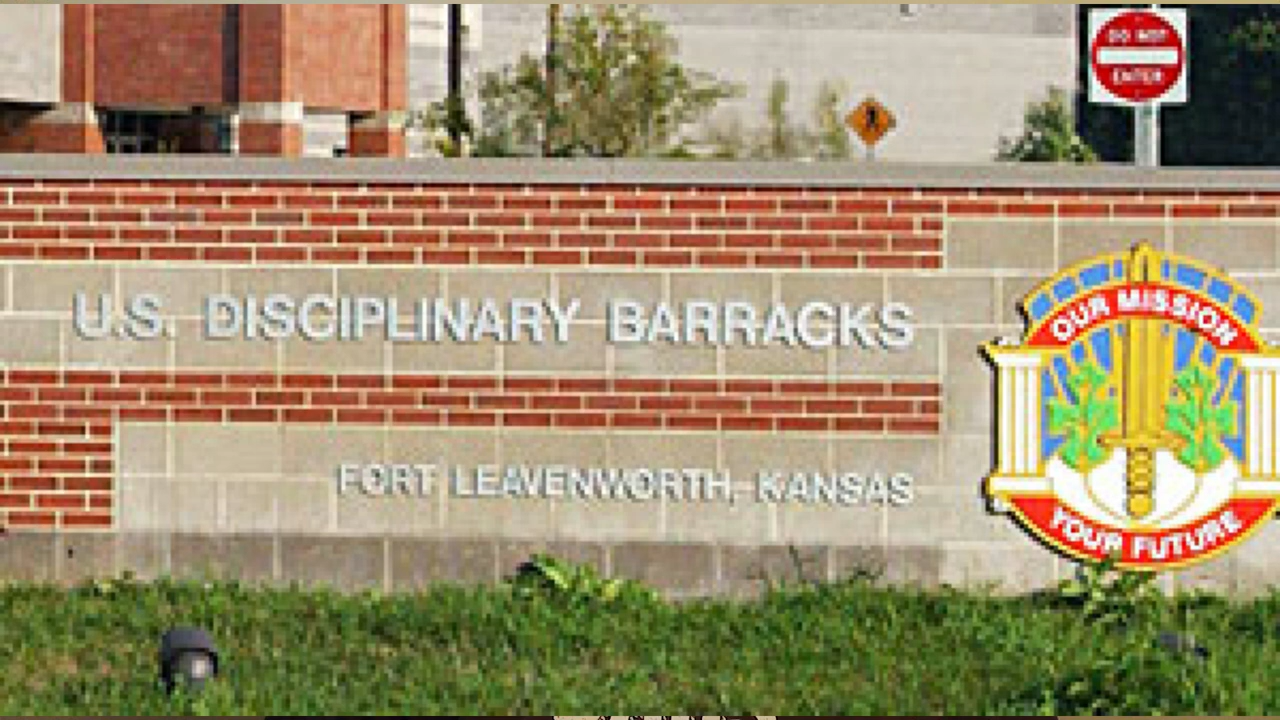 DO NOT
ENTER
U.S. DISCIPLINARY BARRACKS
FORT LEAVENWORTH, KANSAS
OUR MISSION
YOUR FUTURE